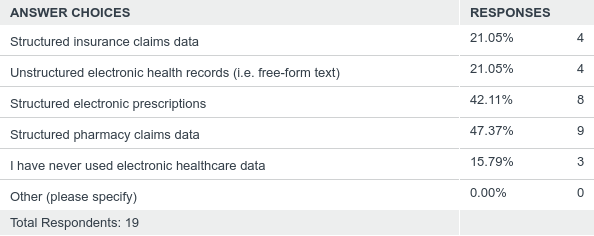 ANSWER CHOICES RESPONSES
Structured insurance claims data 21.05% 4
Unstructured electronic health records (i.e. free-form text) 21.05% 4
Structured electronic prescriptions 42.11% 8
Structured pharmacy claims data 47.37% 9
I have never used electronic healthcare data 15.79% 3
Other (please specify) 0.00% 0
Total Respondents: 19